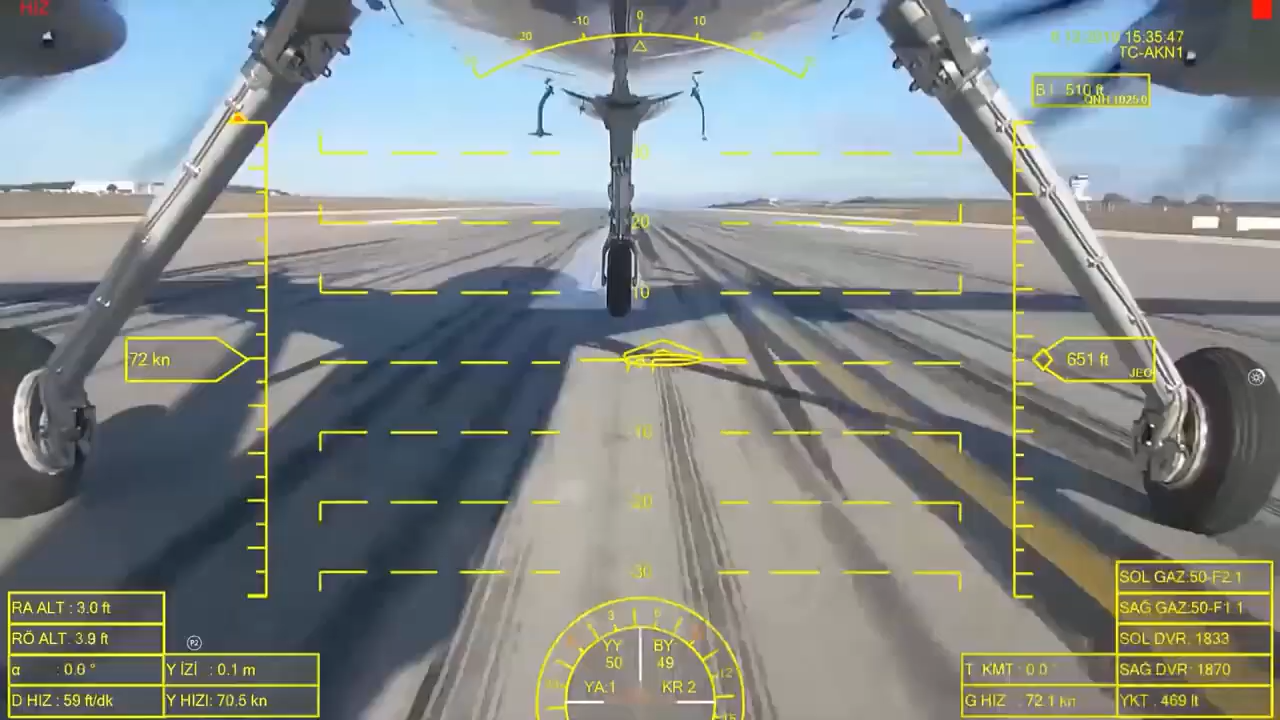 HIZ
-10 0 10
20
15:35:47
TC-AKN1
510 ft
QNH 1025.0
20
10
72 kn
651 ft
JEO
10
20
30
SOL GAZ:50-F2.1
SAĞ GAZ:50-F1.1
SOL DVR: 1833
SAĞ DVR: 1870
YKT : 469 lt
RA ALT : 3.0 ft
RÖ ALT: 3.9 ft
α : 0.0 °
D HIZ : 59 ft/dk
Y İZİ : 0.1 m
Y HIZI: 70.5 kn
P2
3 6
YY BY
50 49
12
YA:1 KR 2
15
T KMT : 0.0 °
G HIZ : 72.1 kn